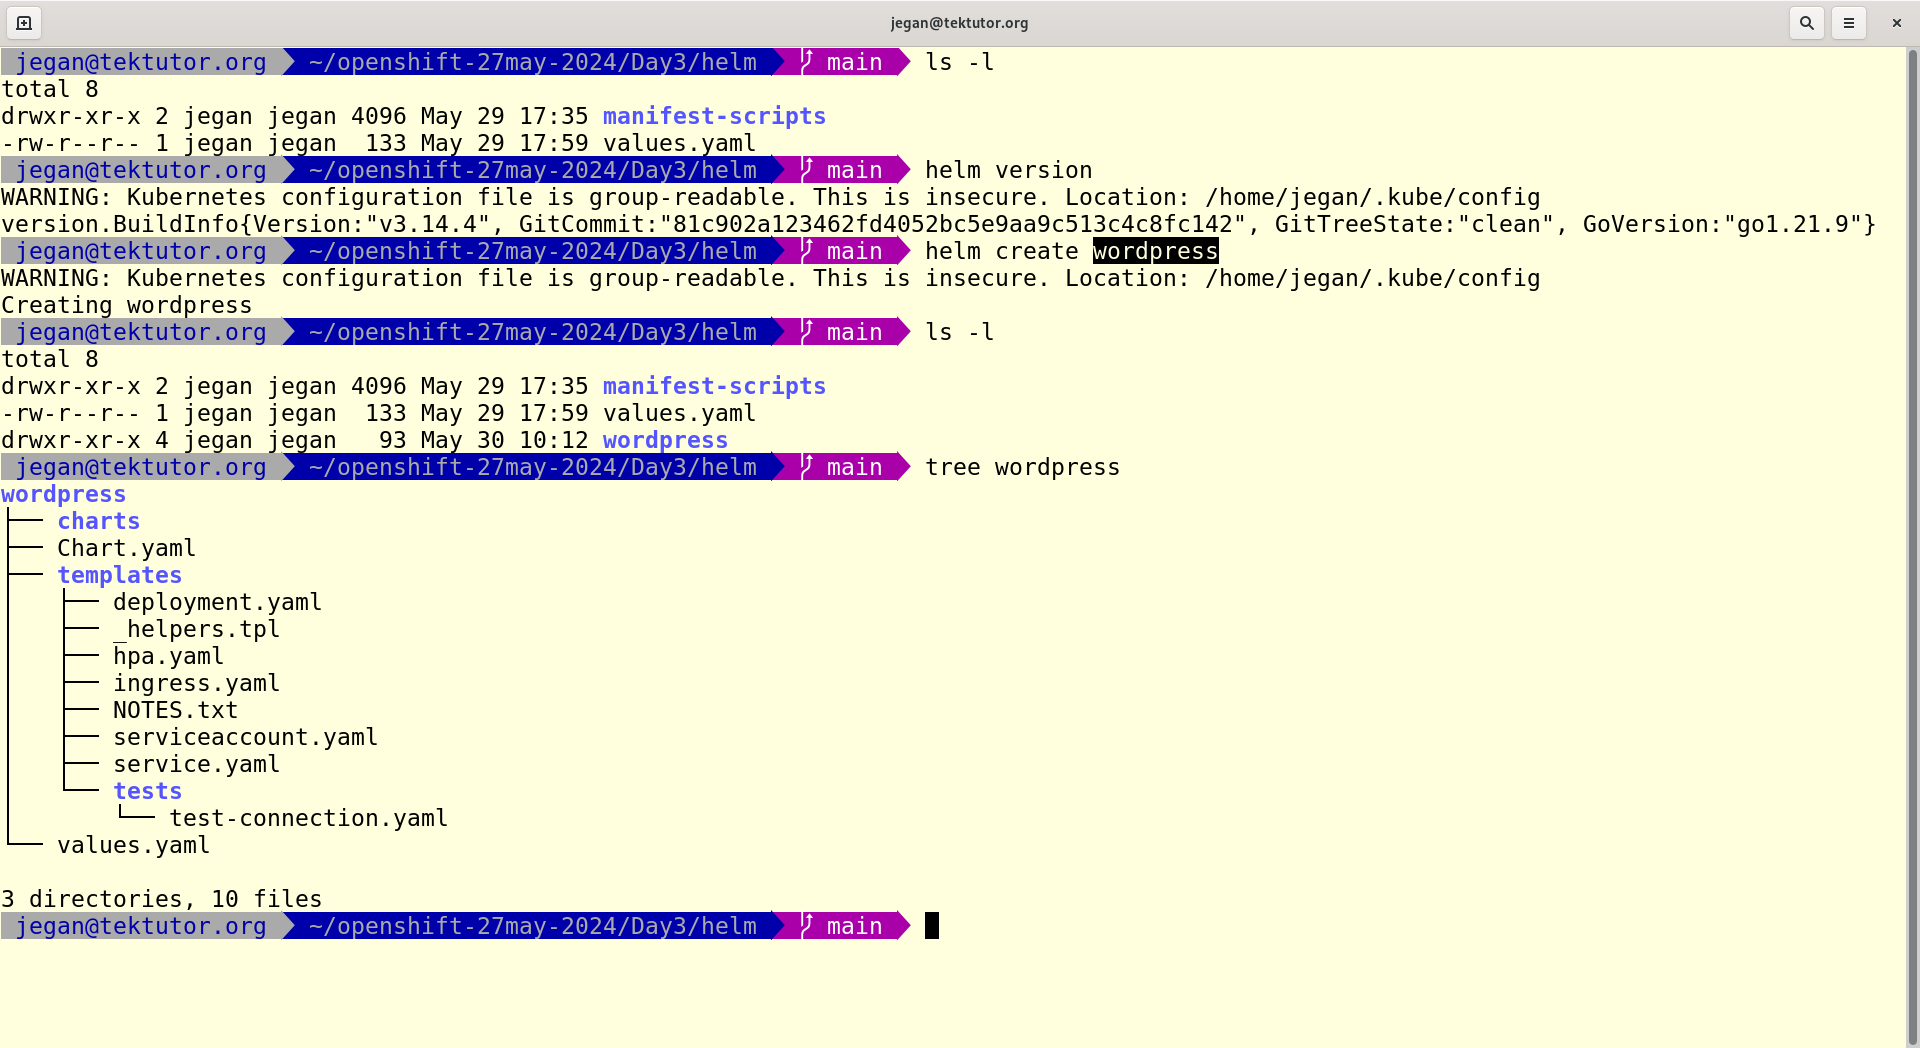 jegan@tektutor.org
jegan@tektutor.org ~/openshift-27may-2024/Day3/helm main ls -l
total 8
drwxr-xr-x 2 jegan jegan 4096 May 29 17:35 manifest-scripts
-rw-r--r-- 1 jegan jegan  133 May 29 17:59 values.yaml
jegan@tektutor.org ~/openshift-27may-2024/Day3/helm main helm version
WARNING: Kubernetes configuration file is group-readable. This is insecure. Location: /home/jegan/.kube/config
version.BuildInfo{Version:"v3.14.4", GitCommit:"81c902a123462fd4052bc5e9aa9c513c4c8fc142", GitTreeState:"clean", GoVersion:"go1.21.9"}
jegan@tektutor.org ~/openshift-27may-2024/Day3/helm main helm create wordpress
WARNING: Kubernetes configuration file is group-readable. This is insecure. Location: /home/jegan/.kube/config
Creating wordpress
jegan@tektutor.org ~/openshift-27may-2024/Day3/helm main ls -l
total 8
drwxr-xr-x 2 jegan jegan 4096 May 29 17:35 manifest-scripts
-rw-r--r-- 1 jegan jegan  133 May 29 17:59 values.yaml
drwxr-xr-x 4 jegan jegan   93 May 30 10:12 wordpress
jegan@tektutor.org ~/openshift-27may-2024/Day3/helm main tree wordpress
wordpress
├── charts
├── Chart.yaml
├── templates
│   ├── deployment.yaml
│   ├── _helpers.tpl
│   ├── hpa.yaml
│   ├── ingress.yaml
│   ├── NOTES.txt
│   ├── serviceaccount.yaml
│   ├── service.yaml
│   └── tests
│       └── test-connection.yaml
└── values.yaml
3 directories, 10 files
jegan@tektutor.org ~/openshift-27may-2024/Day3/helm main